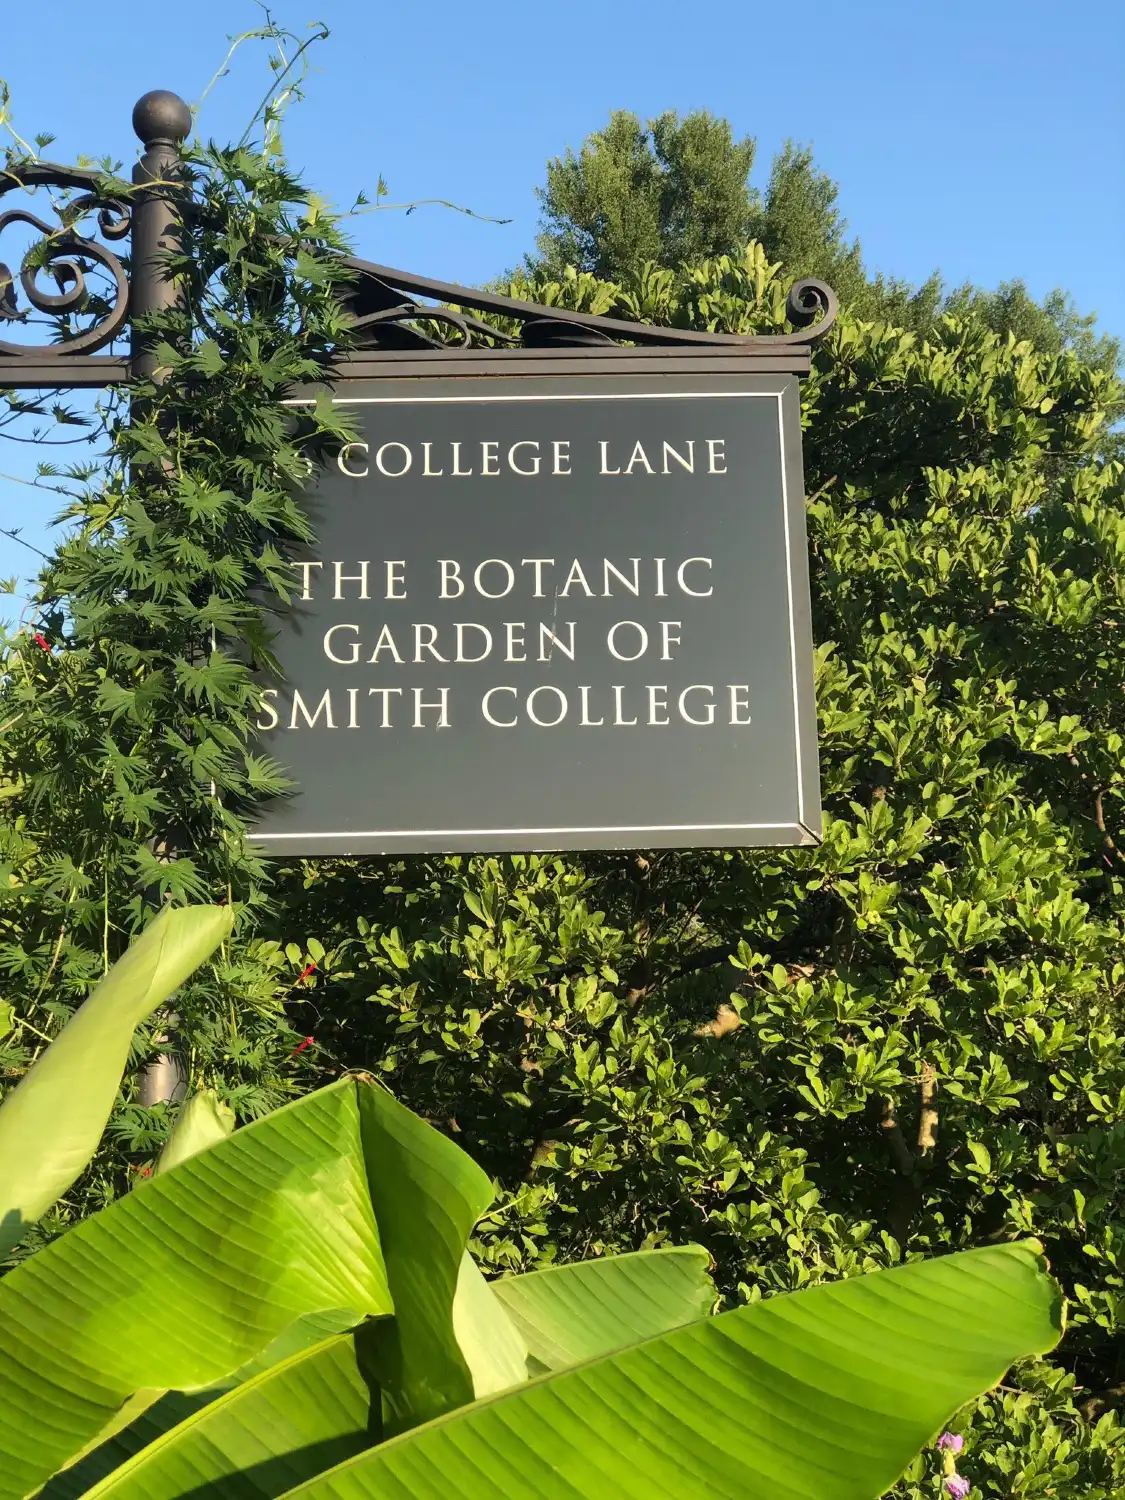 COLLEGE LANE
THE BOTANIC
GARDEN OF
SMITH COLLEGE